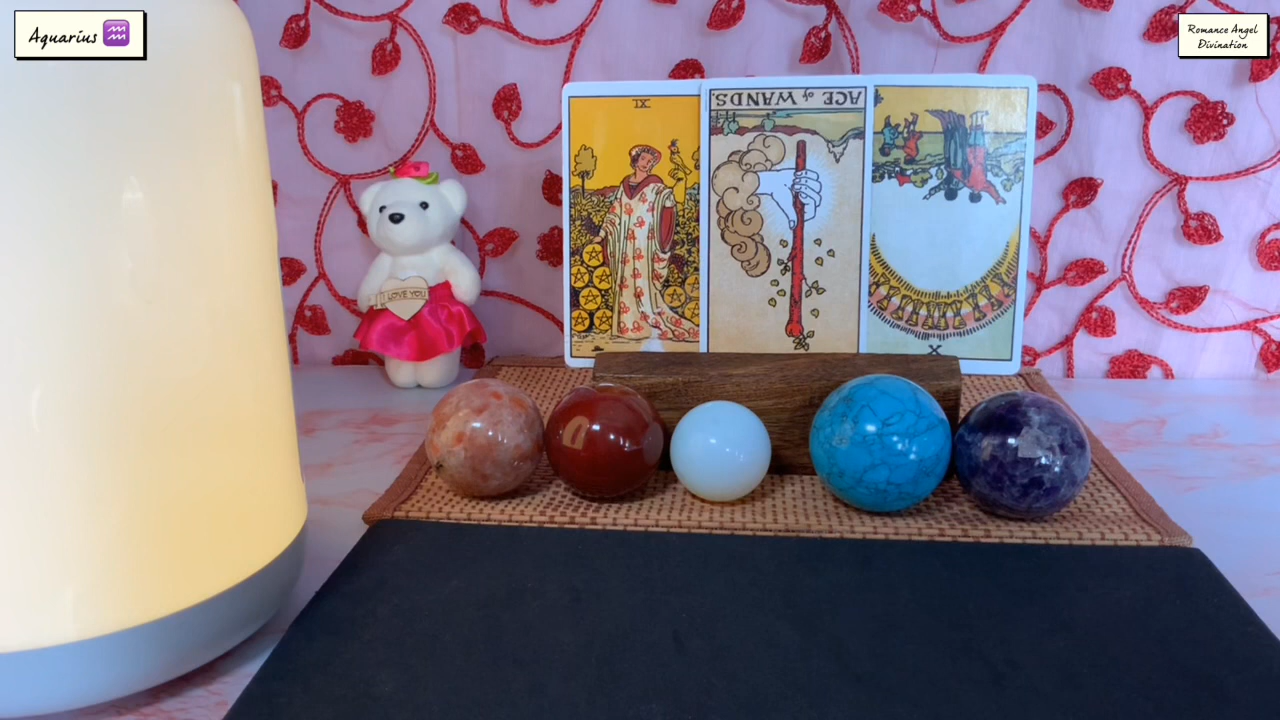 Aquarius ♒
Romance Angel
Divination
IX
ACE of WANDS.
X
I LOVE YOU